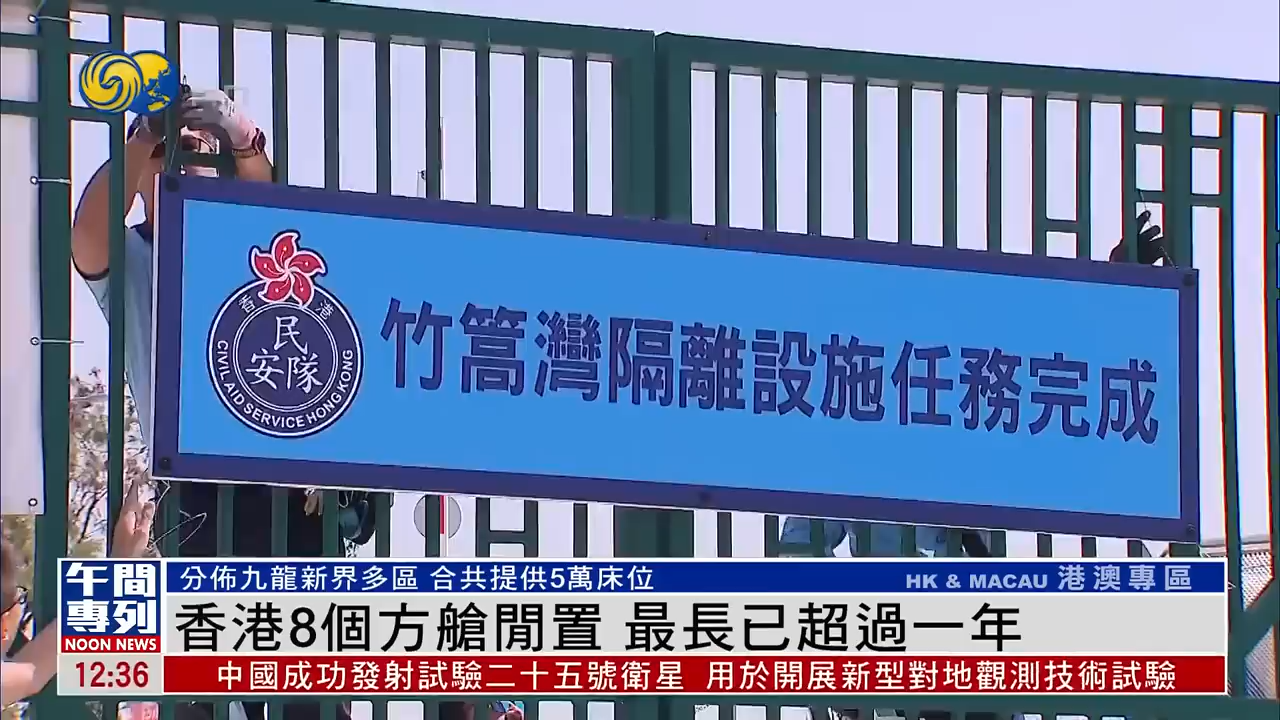 香港
民
安隊
CIVIL AID SERVICE HONG KONG
竹篙灣隔離設施任務完成
午間專列
NOON NEWS
分佈九龍新界多區 合共提供5萬床位
HK & MACAU 港澳專區
香港8個方艙閒置 最長已超過一年
12:36
中國成功發射試驗二十五號衛星 用於開展新型對地觀測技術試驗